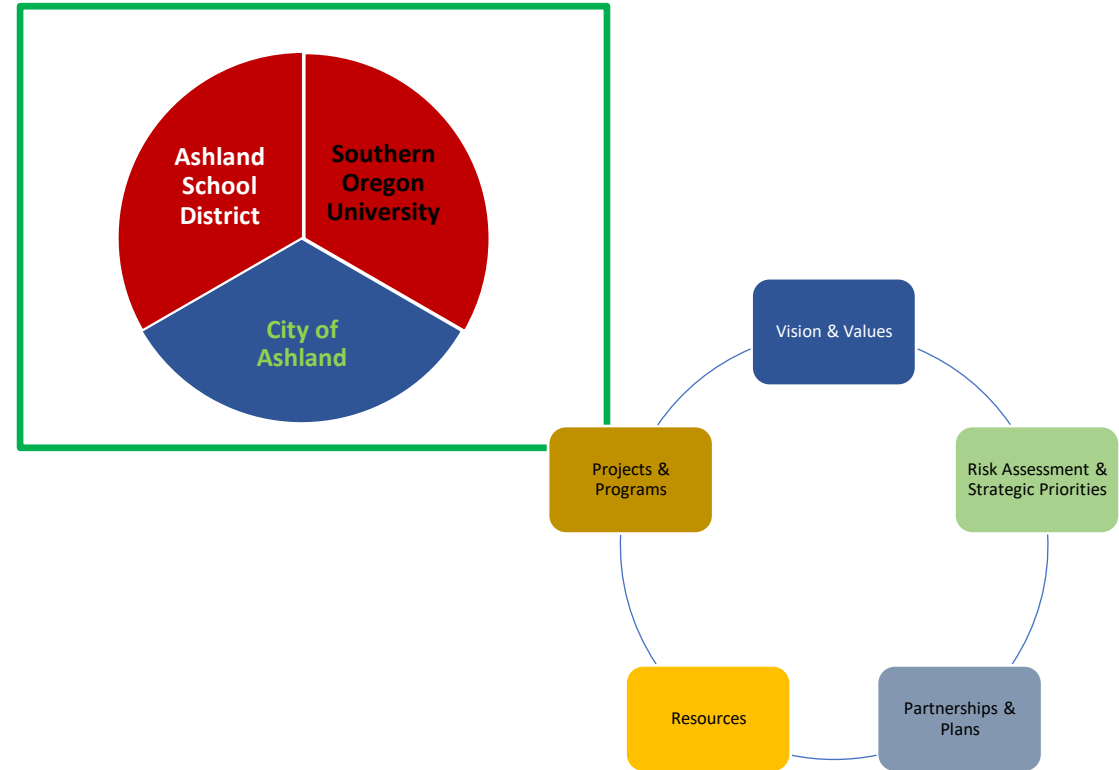 Ashland
School
District
Southern
Oregon
University
City of
Ashland
Vision & Values
Projects &
Programs
Risk Assessment &
Strategic Priorities
Resources
Partnerships &
Plans